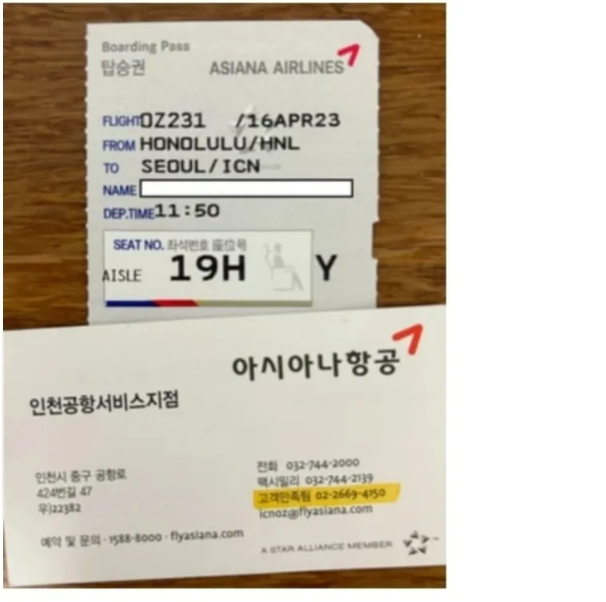 Boarding Pass
탑승권 ASIANA AIRLINES
FLIGHT OZ231 /16APR23
FROM HONOLULU/HNL
TO SEOUL/ICN
NAME
DEP.TIME 11:50
SEAT NO. 좌석번호 座位号
AISLE 19H Y
아시아나항공
인천공항서비스지점
인천시 중구 공항로
424번길 47
우)22382
전화 032-744-2000
팩시밀리 032-744-2139
고객만족팀 02-2669-4150
icnoz@flyasiana.com
예약 및 문의 · 1588-8000 · flyasiana.com
A STAR ALLIANCE MEMBER